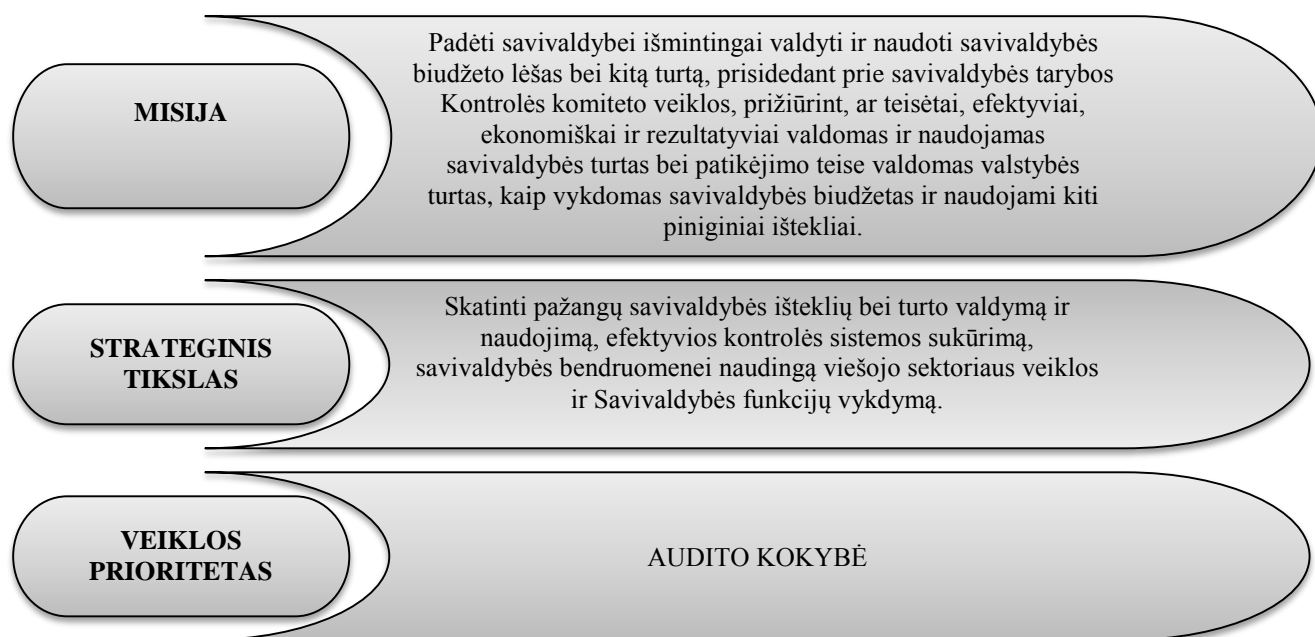 MISIJA
Padėti savivaldybei išmintingai valdyti ir naudoti savivaldybės
biudžeto lėšas bei kitą turtą, prisidedant prie savivaldybės tarybos
Kontrolės komiteto veiklos, prižiūrint, ar teisėtai, efektyviai,
ekonomiškai ir rezultatyviai valdomas ir naudojamas
savivaldybės turtas bei patikėjimo teise valdomas valstybės
turtas, kaip vykdomas savivaldybės biudžetas ir naudojami kiti
piniginiai ištekliai.
STRATEGINIS
TIKSLAS
Skatinti pažangų savivaldybės išteklių bei turto valdymą ir
naudojimą, efektyvios kontrolės sistemos sukūrimą,
savivaldybės bendruomenei naudingą viešojo sektoriaus veiklos
ir Savivaldybės funkcijų vykdymą.
VEIKLOS
PRIORITETAS
AUDITO KOKYBĖ